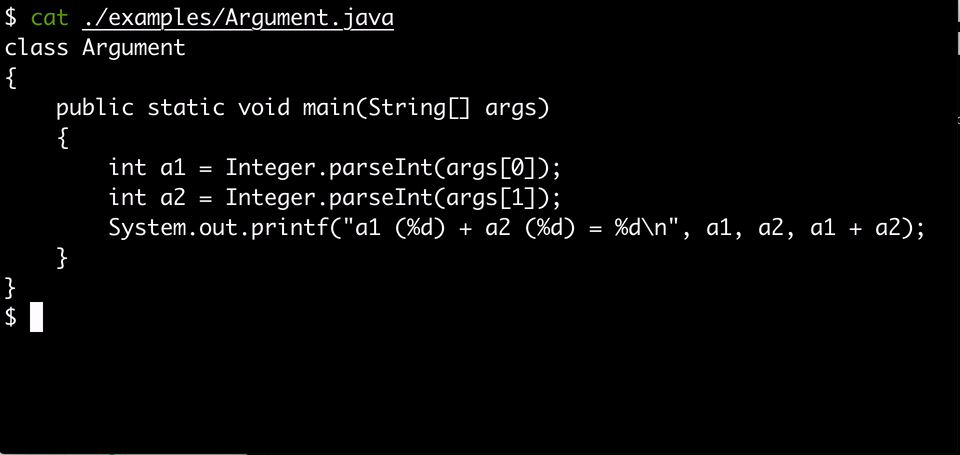 $ cat ./examples/Argument.java
class Argument
{
    public static void main(String[] args)
    {
        int a1 = Integer.parseInt(args[0]);
        int a2 = Integer.parseInt(args[1]);
        System.out.printf("a1 (%d) + a2 (%d) = %d\n", a1, a2, a1 + a2);
    }
}
$